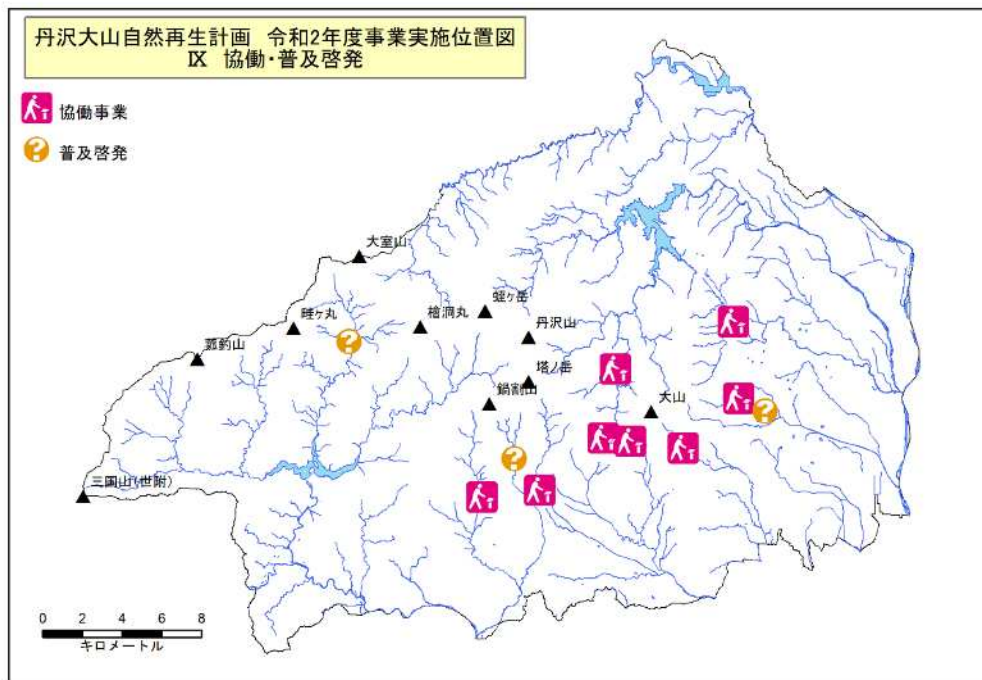 丹沢大山自然再生計画 令和2年度事業実施位置図
Ⅸ 協働・普及啓発
協働事業
普及啓発
大室山
畦ヶ丸
檜洞丸
蛭ヶ岳
丹沢山
菰釣山
塔ノ岳
鍋割山
大山
三国山(世附)
0 2 4 6 8
キロメートル